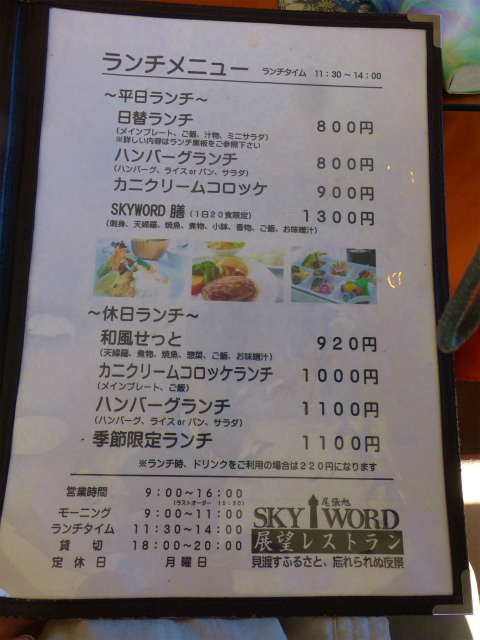 ランチメニュー ランチタイム 11:30~14:00
~平日ランチ~
日替ランチ 800円
(メインプレート、ご飯、汁物、ミニサラダ)
※詳しい内容はランチ黒板をご参照下さい
ハンバーグランチ 800円
(ハンバーグ、ライス or パン、サラダ)
カニクリームコロッケ 900円
SKYWORD 膳 (1日20食限定) 1300円
(刺身、天婦羅、焼魚、煮物、小鉢、香物、ご飯、お味噌汁)
~休日ランチ~
和風せっと 920円
(天婦羅、煮物、焼魚、惣菜、ご飯、お味噌汁)
カニクリームコロッケランチ 1000円
(メインプレート、ご飯)
ハンバーグランチ 1100円
(ハンバーグ、ライス or パン、サラダ)
季節限定ランチ 1100円
※ランチ時、ドリンクをご利用の場合は220円になります
営業時間 9:00~16:00
(ラストオーダー 15:30)
モーニング 9:00~11:00
ランチタイム 11:30~14:00
貸切 18:00~20:00
定休日 月曜日
尾張旭
SKY WORD
展望レストラン
見渡すふるさと、忘れられぬ夜景